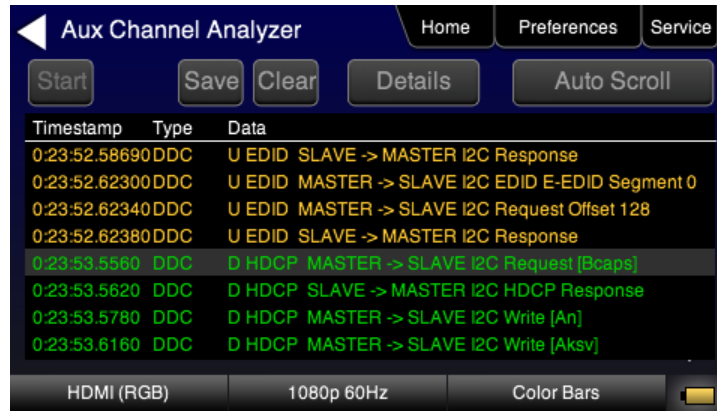 Aux Channel Analyzer Home Preferences Service
Start Save Clear Details Auto Scroll
Timestamp Type Data
0:23:52.58690 DDC U EDID SLAVE -> MASTER I2C Response
0:23:52.62300 DDC U EDID MASTER -> SLAVE I2C EDID E-EDID Segment 0
0:23:52.62340 DDC U EDID MASTER -> SLAVE I2C Request Offset 128
0:23:52.62380 DDC U EDID SLAVE -> MASTER I2C Response
0:23:53.5560 DDC D HDCP MASTER -> SLAVE I2C Request [Bcaps]
0:23:53.5620 DDC D HDCP SLAVE -> MASTER I2C HDCP Response
0:23:53.5780 DDC D HDCP MASTER -> SLAVE I2C Write [An]
0:23:53.6160 DDC D HDCP MASTER -> SLAVE I2C Write [Aksv]
HDMI (RGB) 1080p 60Hz Color Bars